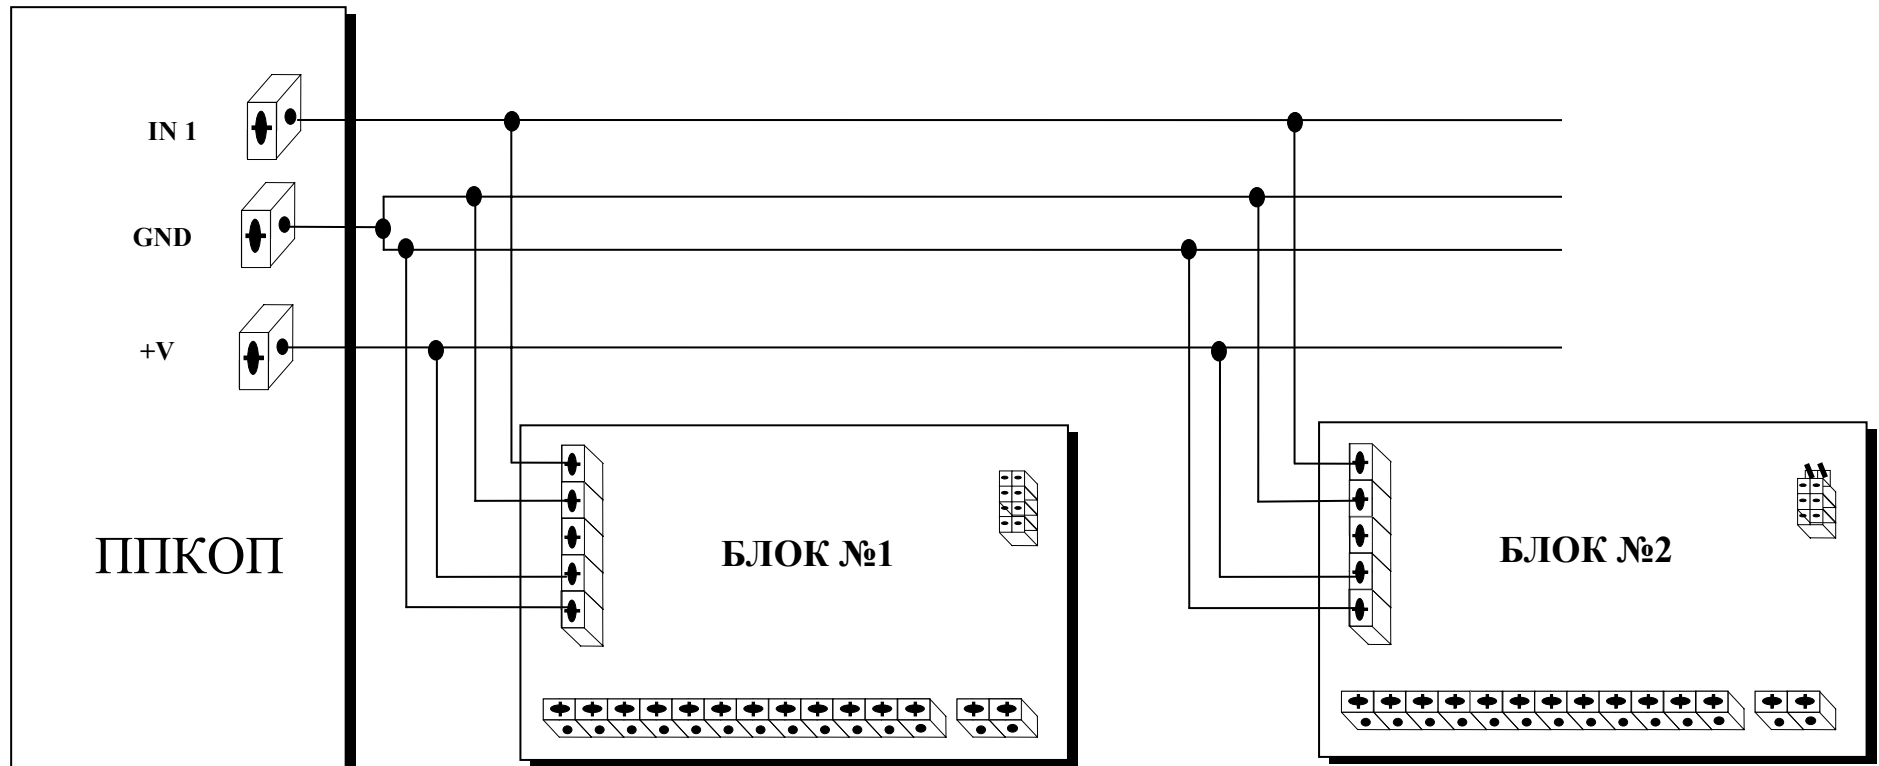 IN 1
GND
+V
ППКОП
БЛОК №1
БЛОК №2